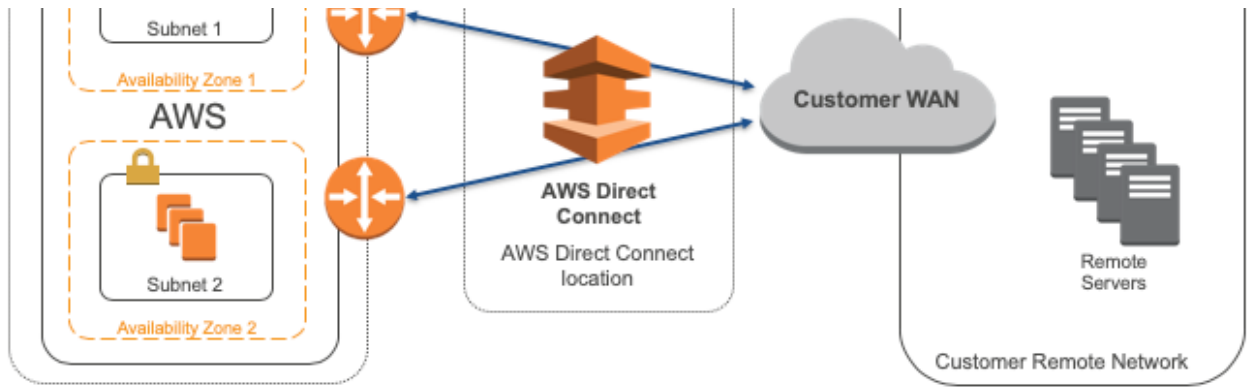 Subnet 1
Availability Zone 1
AWS
Subnet 2
Availability Zone 2
AWS Direct
Connect
AWS Direct Connect
location
Customer WAN
Remote
Servers
Customer Remote Network